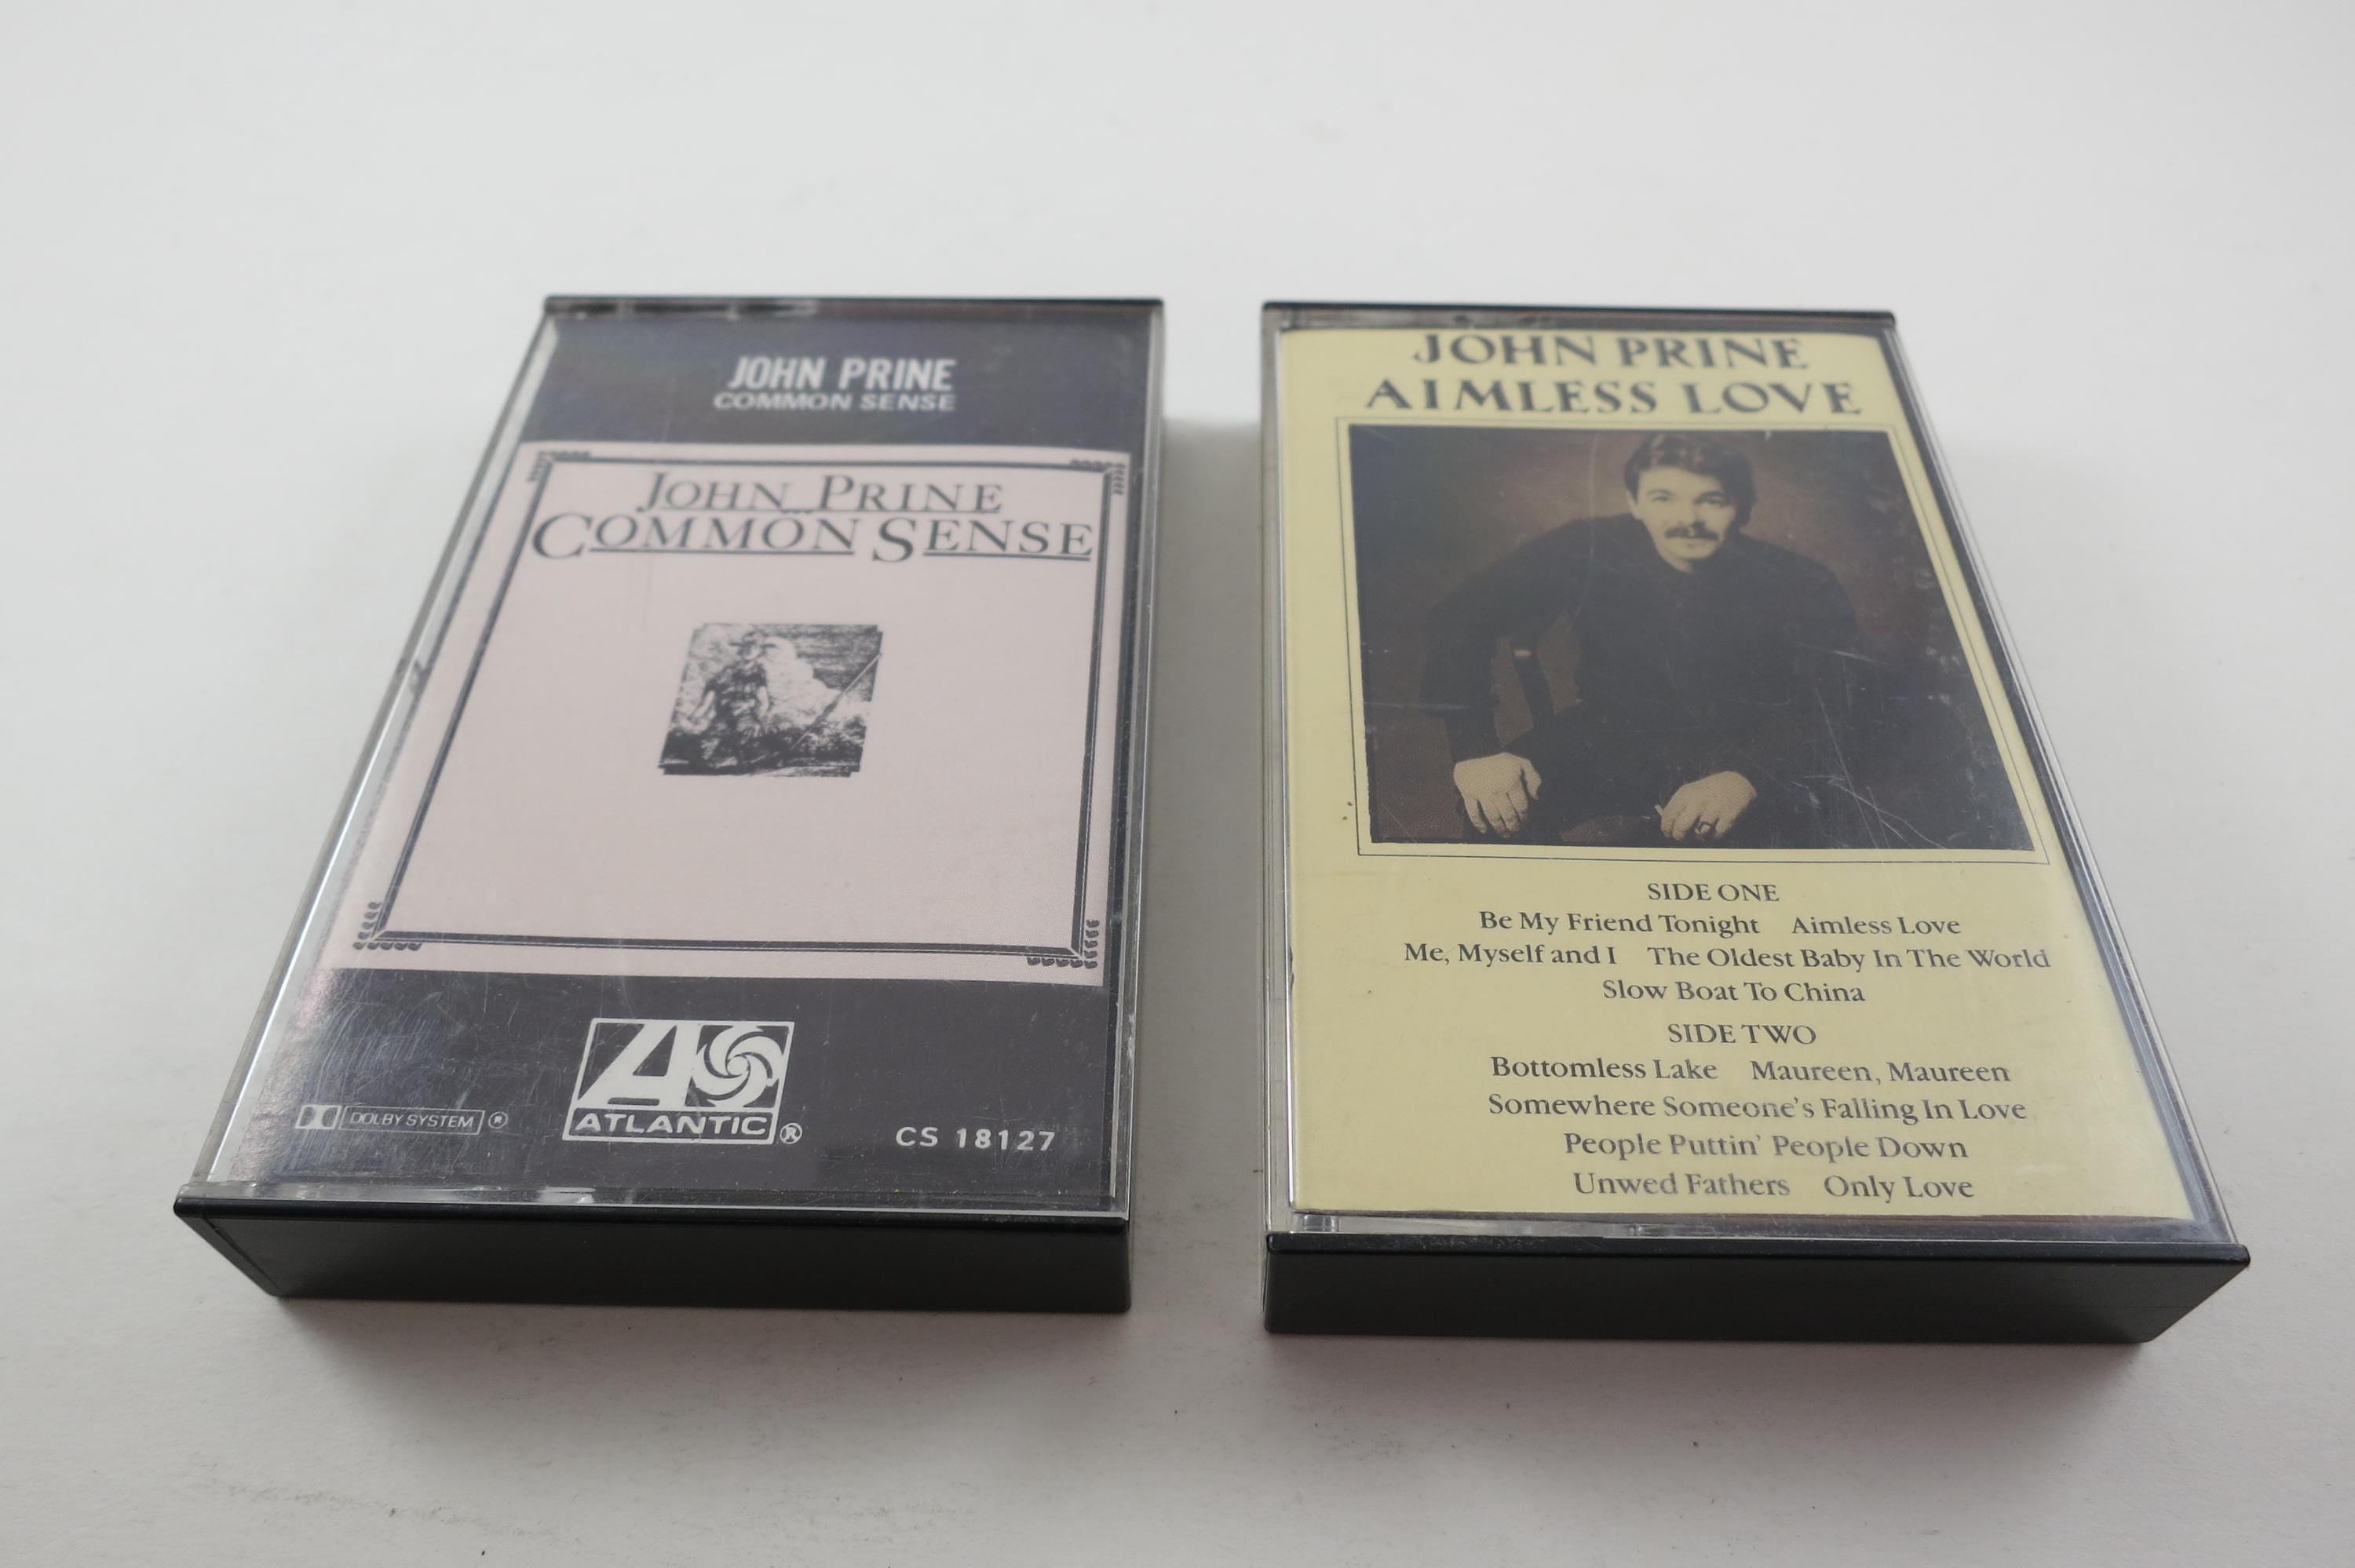 JOHN PRINE
COMMON SENSE
JOHN PRINE
COMMON SENSE
DOLBY SYSTEM ®
ATLANTIC ®
CS 18127
JOHN PRINE
AIMLESS LOVE
SIDE ONE
Be My Friend Tonight Aimless Love
Me, Myself and I The Oldest Baby In The World
Slow Boat To China
SIDE TWO
Bottomless Lake Maureen, Maureen
Somewhere Someone's Falling In Love
People Puttin' People Down
Unwed Fathers Only Love